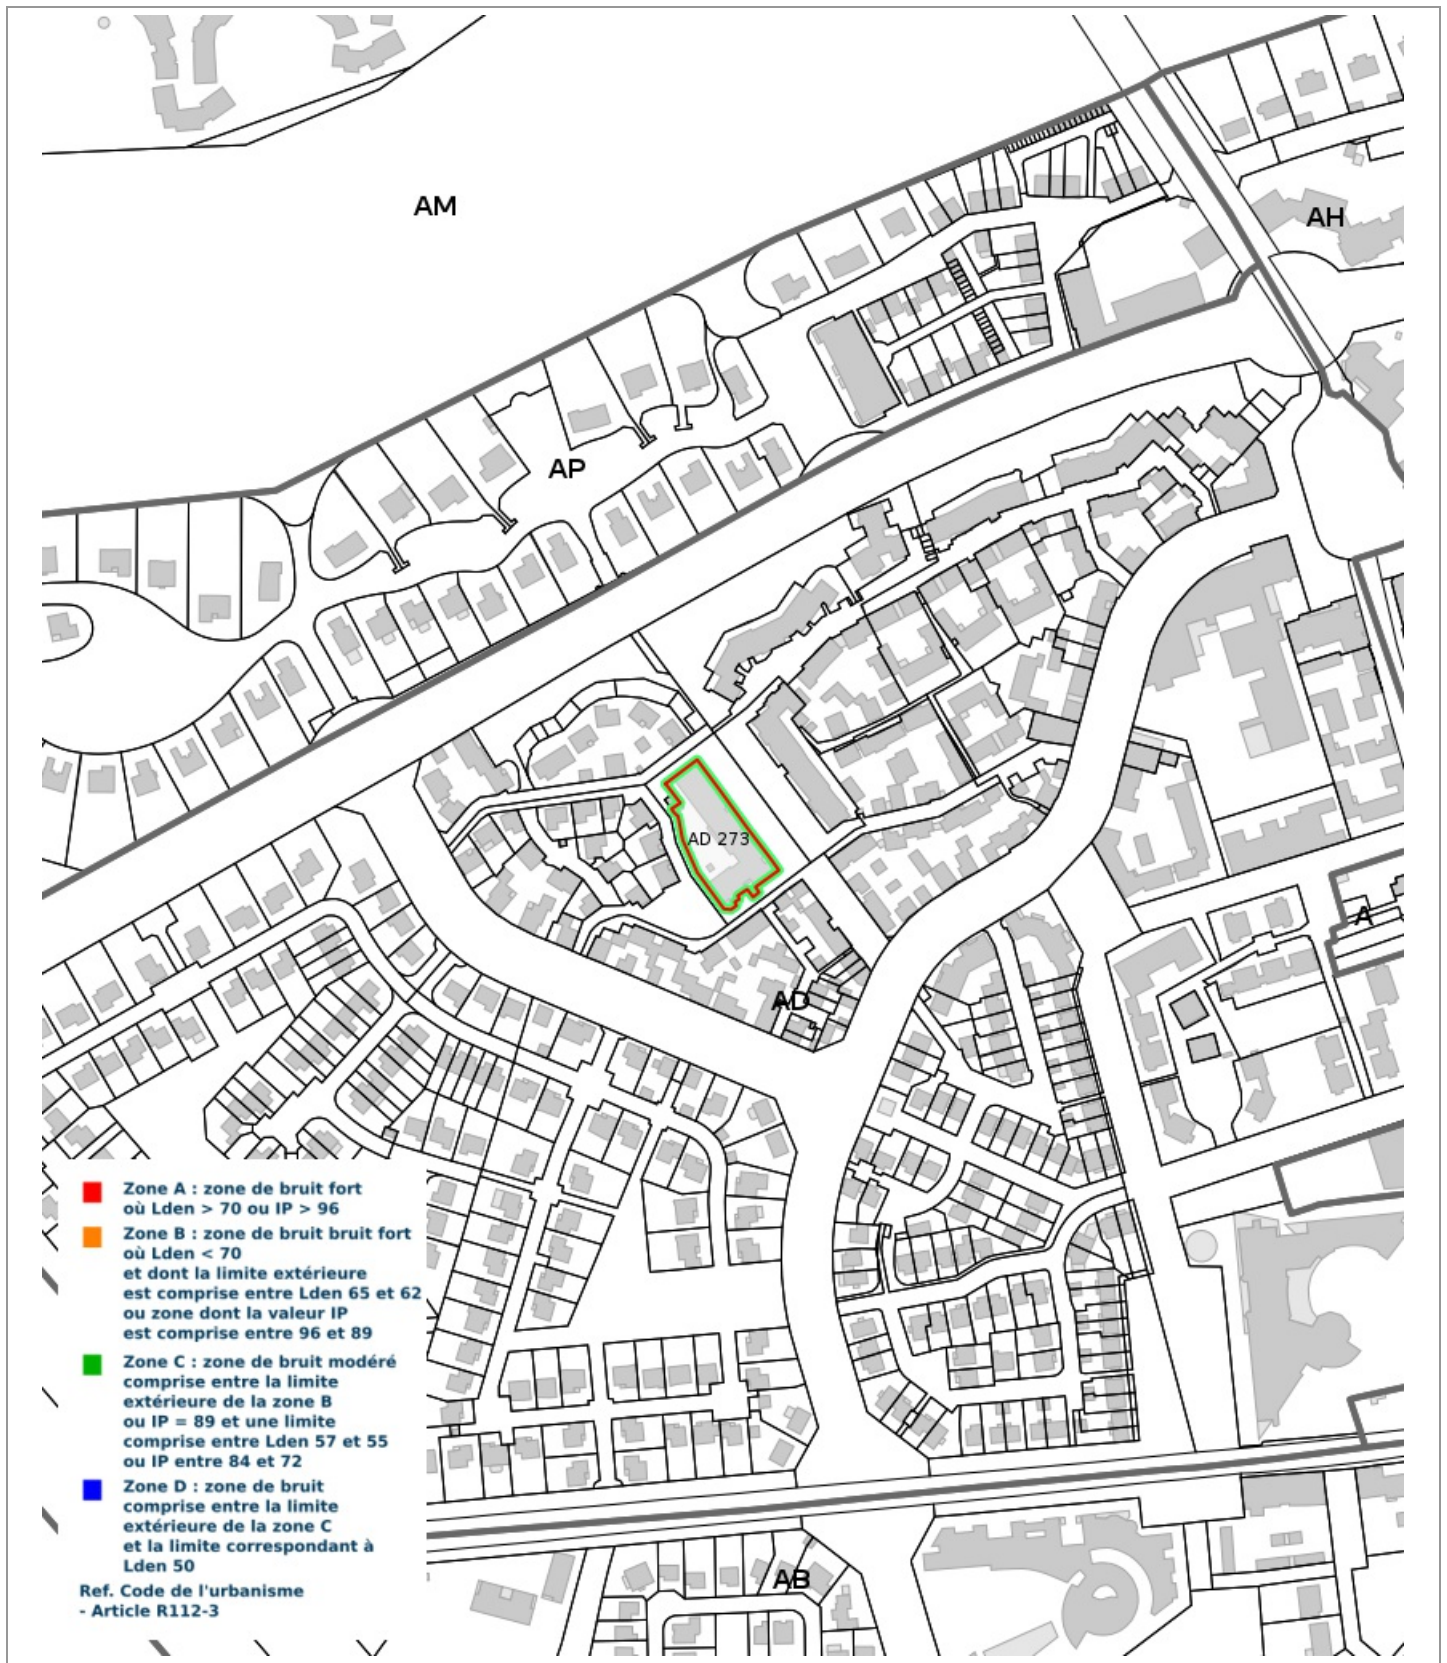 AM
AH
AP
AD 273
A
AD
Zone A : zone de bruit fort
où Lden > 70 ou IP > 96
Zone B : zone de bruit bruit fort
où Lden < 70
et dont la limite extérieure
est comprise entre Lden 65 et 62
ou zone dont la valeur IP
est comprise entre 96 et 89
Zone C : zone de bruit modéré
comprise entre la limite
extérieure de la zone B
ou IP = 89 et une limite
comprise entre Lden 57 et 55
ou IP entre 84 et 72
Zone D : zone de bruit
comprise entre la limite
extérieure de la zone C
et la limite correspondant à
Lden 50
Ref. Code de l'urbanisme
- Article R112-3
AB